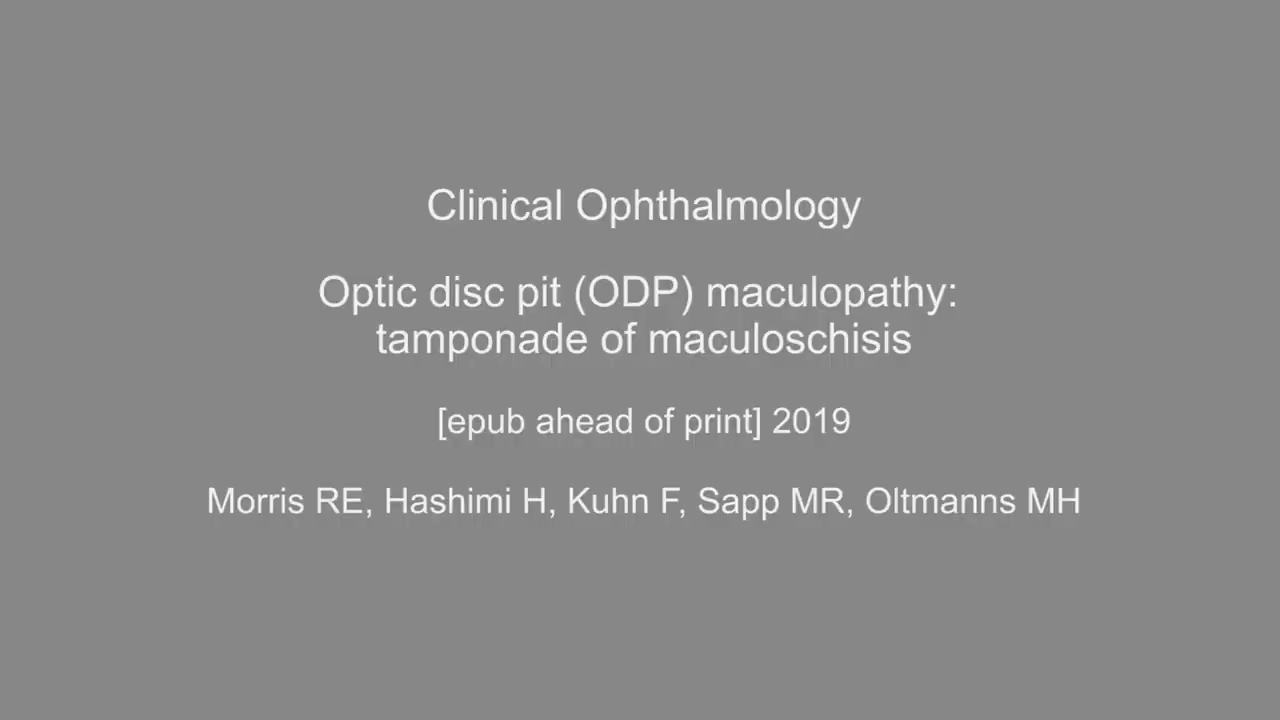 Clinical Ophthalmology
Optic disc pit (ODP) maculopathy:
tamponade of maculoschisis
[epub ahead of print] 2019
Morris RE, Hashimi H, Kuhn F, Sapp MR, Oltmanns MH